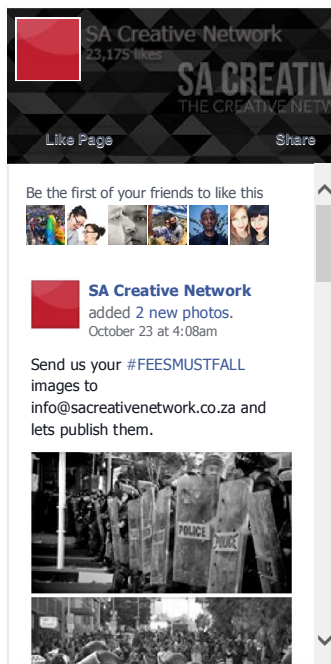 SA Creative Network
23,175 likes
SA CREATIV
THE CREATIVE NETW
Like Page
Share
Be the first of your friends to like this
SA Creative Network
added 2 new photos.
October 23 at 4:08am
Send us your #FEESMUSTFALL
images to
info@sacreativenetwork.co.za and
lets publish them.
POLICE
POLICE